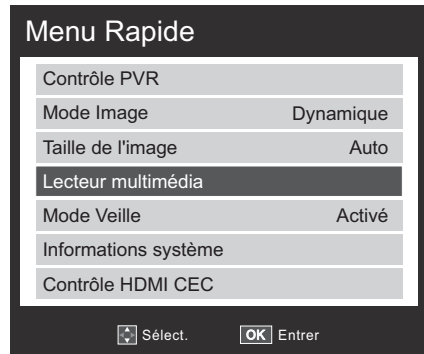 Menu Rapide
Contrôle PVR
Mode Image Dynamique
Taille de l'image Auto
Lecteur multimédia
Mode Veille Activé
Informations système
Contrôle HDMI CEC
Sélect. OK Entrer